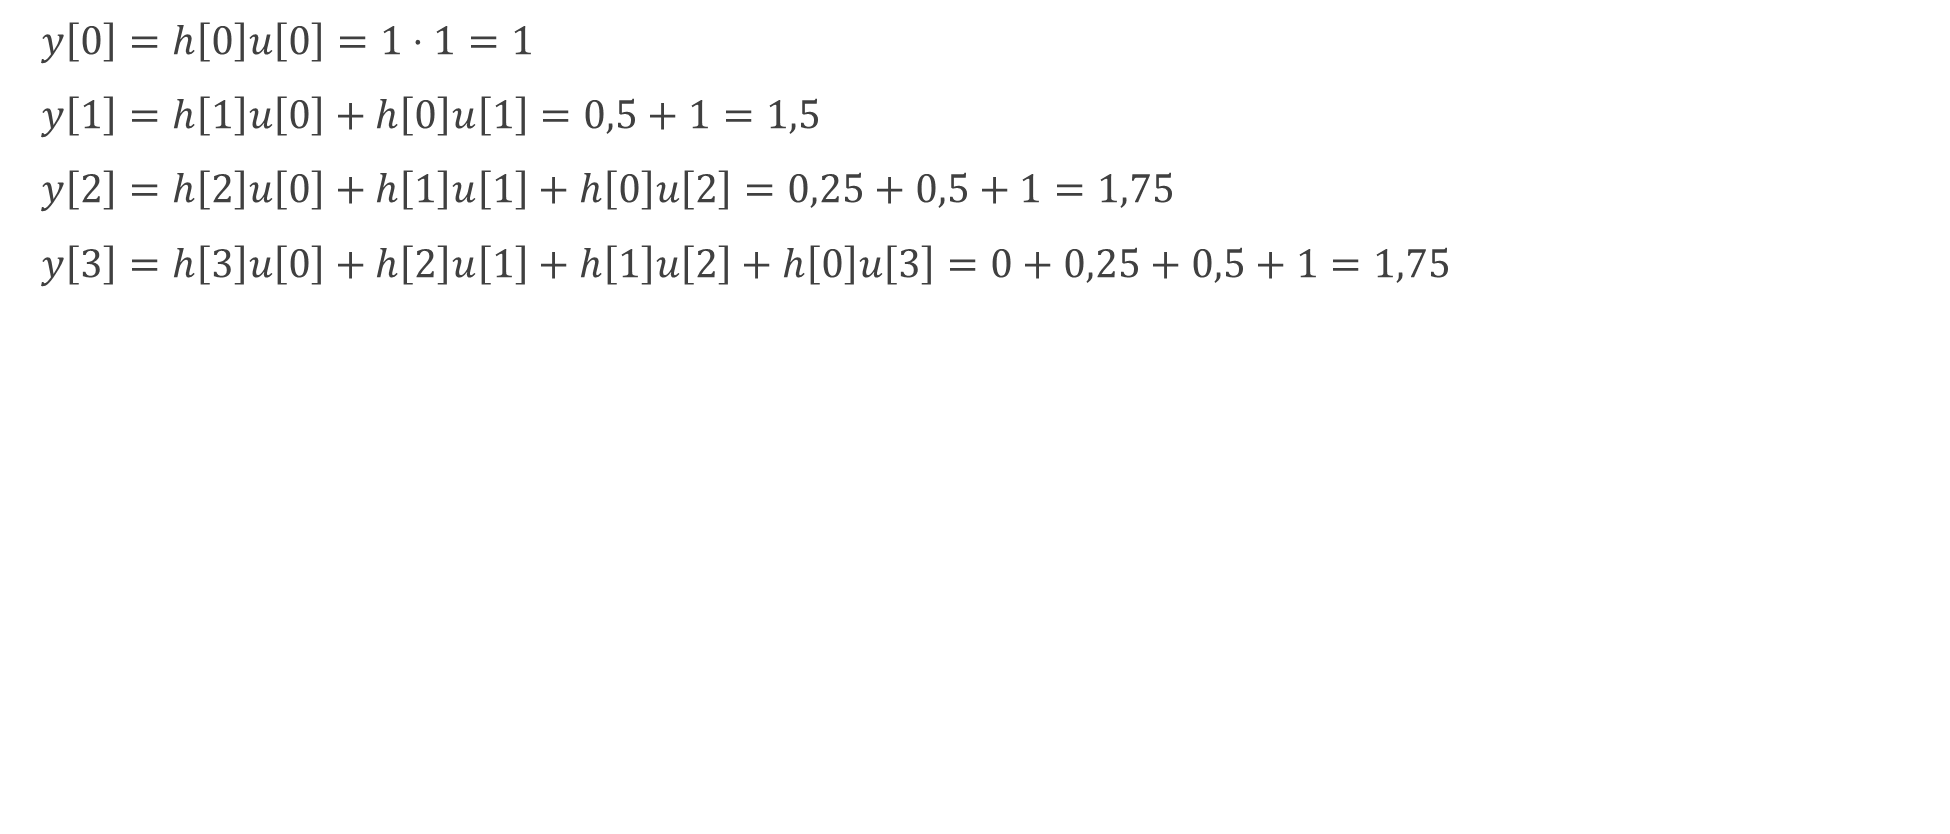 y[0] = h[0]u[0] = 1 · 1 = 1
y[1] = h[1]u[0] + h[0]u[1] = 0,5 + 1 = 1,5
y[2] = h[2]u[0] + h[1]u[1] + h[0]u[2] = 0,25 + 0,5 + 1 = 1,75
y[3] = h[3]u[0] + h[2]u[1] + h[1]u[2] + h[0]u[3] = 0 + 0,25 + 0,5 + 1 = 1,75